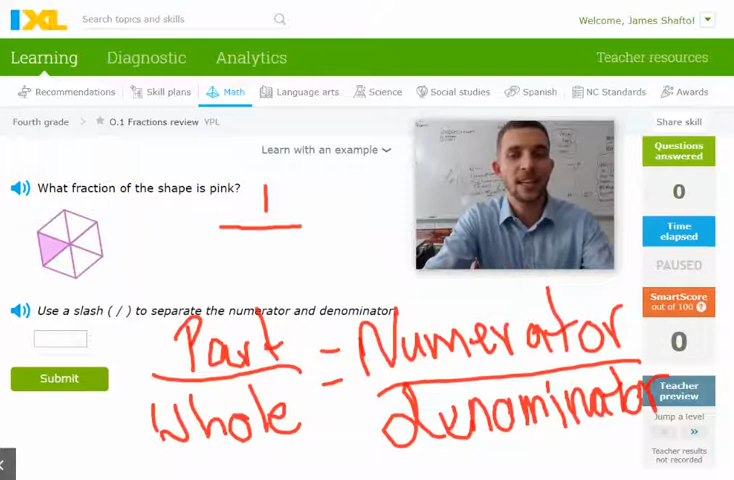 IXL
Search topics and skills
Welcome, James Shafto!
Learning
Diagnostic
Analytics
Teacher resources
Recommendations
Skill plans
Math
Language arts
Science
Social studies
Spanish
NC Standards
Awards
Fourth grade > O.1 Fractions review YPL
Share skill
Learn with an example
What fraction of the shape is pink?
1
Use a slash ( / ) to separate the numerator and denominator.
Submit
Part = Numerator
Whole denominator
Questions
answered
0
Time
elapsed
PAUSED
SmartScore
out of 100
0
Teacher
preview
Jump a level
Teacher results
not recorded